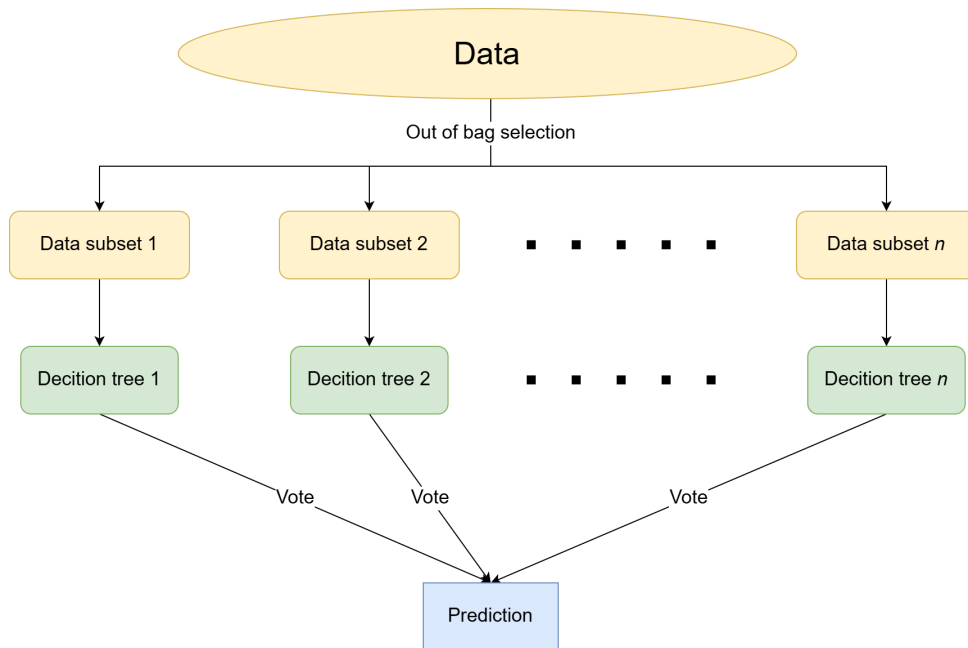 Data
Out of bag selection
Data subset 1
Data subset 2
Data subset n
Decition tree 1
Decition tree 2
Decition tree n
Vote
Vote
Vote
Prediction